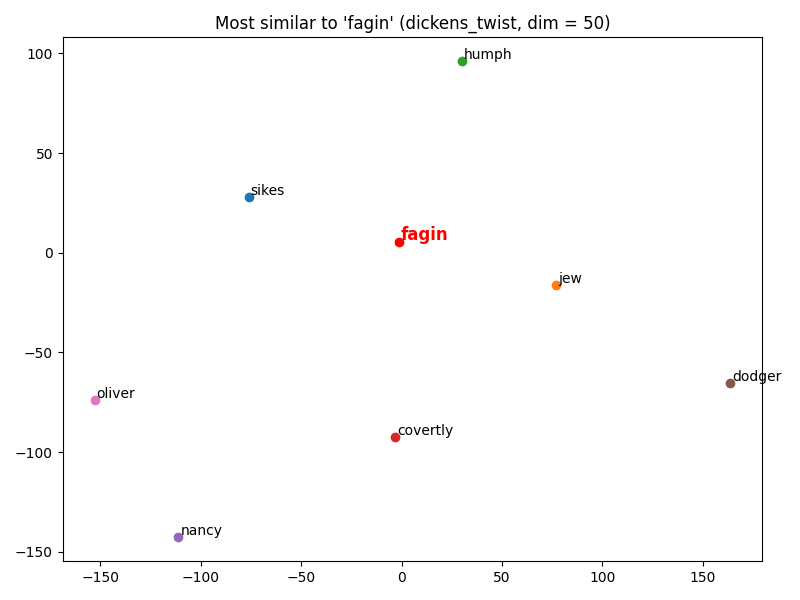 Most similar to 'fagin' (dickens_twist, dim = 50)
100
humph
50
sikes
fagin
0
jew
−50
dodger
oliver
covertly
−100
nancy
−150
−150 −100 −50 0 50 100 150